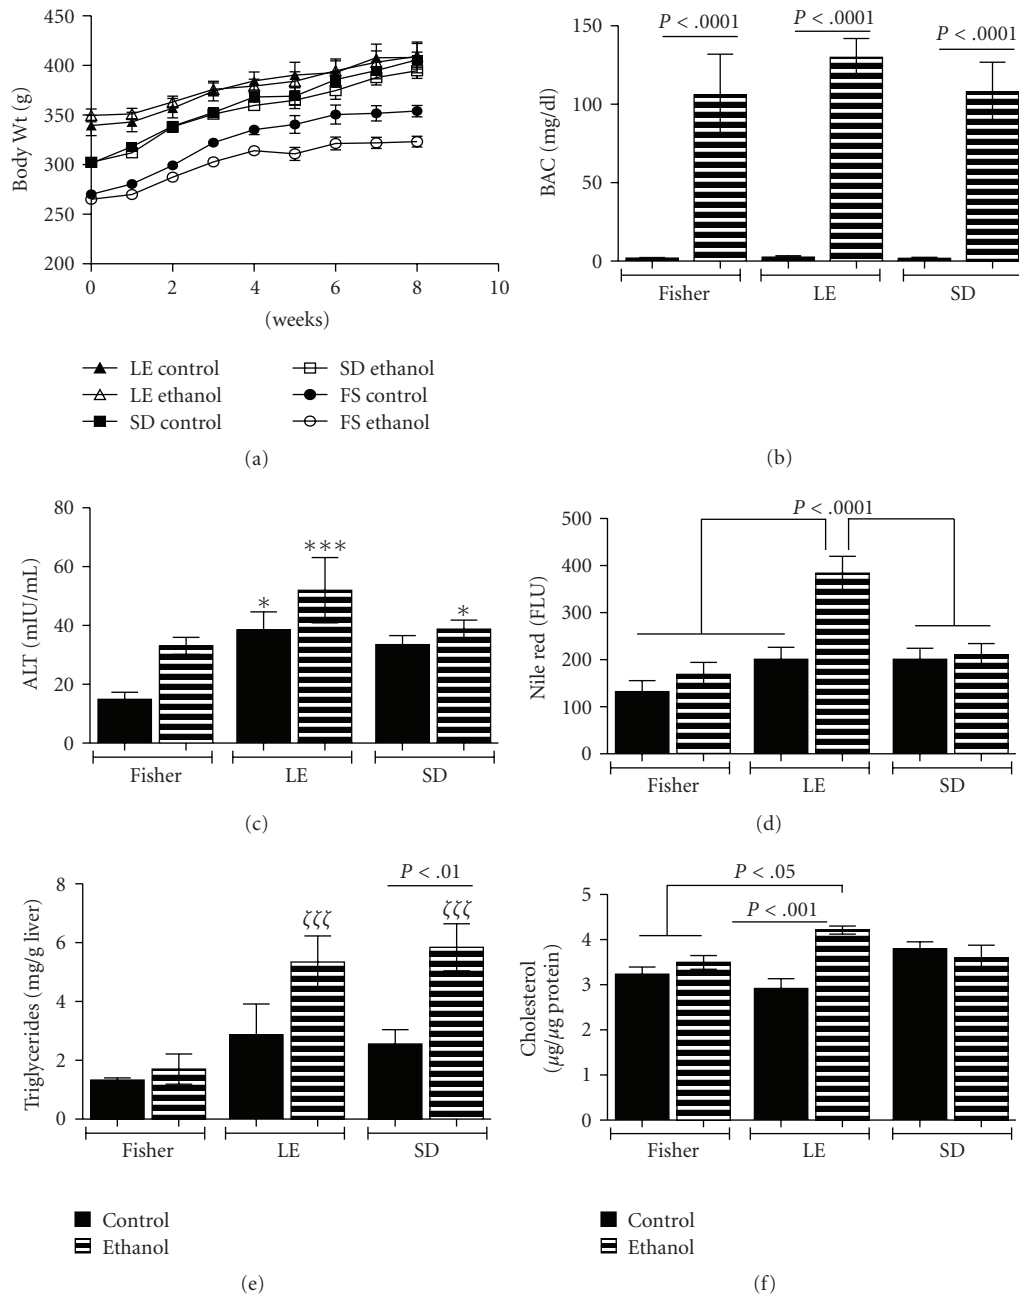 450
400
350
300
250
200
Body Wt (g)
0
2
4
6
8
10
(weeks)
LE control
LE ethanol
SD control
SD ethanol
FS control
FS ethanol
(a)
150
100
50
0
BAC (mg/dl)
P < .0001
P < .0001
P < .0001
Fisher
LE
SD
(b)
80
60
40
20
0
ALT (mIU/mL)
*
***
*
Fisher
LE
SD
(c)
500
400
300
200
100
0
Nile red (FLU)
P < .0001
Fisher
LE
SD
(d)
8
6
4
2
0
Triglycerides (mg/g liver)
ζζζ
P < .01
ζζζ
Fisher
LE
SD
Control
Ethanol
(e)
5
4
3
2
1
0
Cholesterol
(μg/μg protein)
P < .05
P < .001
Fisher
LE
SD
Control
Ethanol
(f)